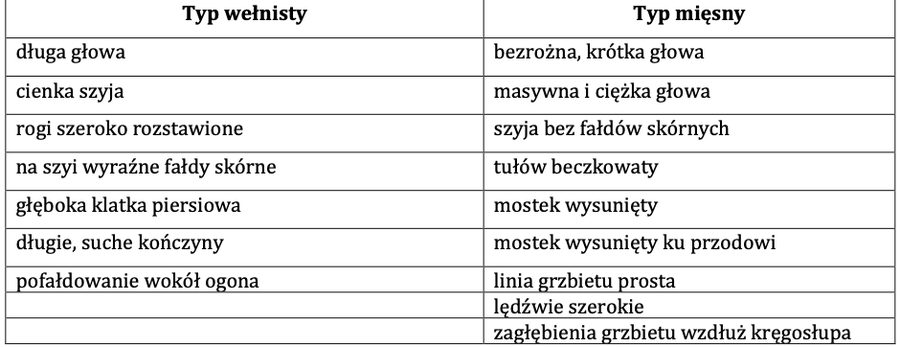 Typ wełnisty Typ mięsny
długa głowa bezrożna, krótka głowa
cienka szyja masywna i ciężka głowa
rogi szeroko rozstawione szyja bez fałdów skórnych
na szyi wyraźne fałdy skórne tułów beczkowaty
głęboka klatka piersiowa mostek wysunięty
długie, suche kończyny mostek wysunięty ku przodowi
pofałdowanie wokół ogona linia grzbietu prosta
lędźwie szerokie
zagłębienia grzbietu wzdłuż kręgosłupa